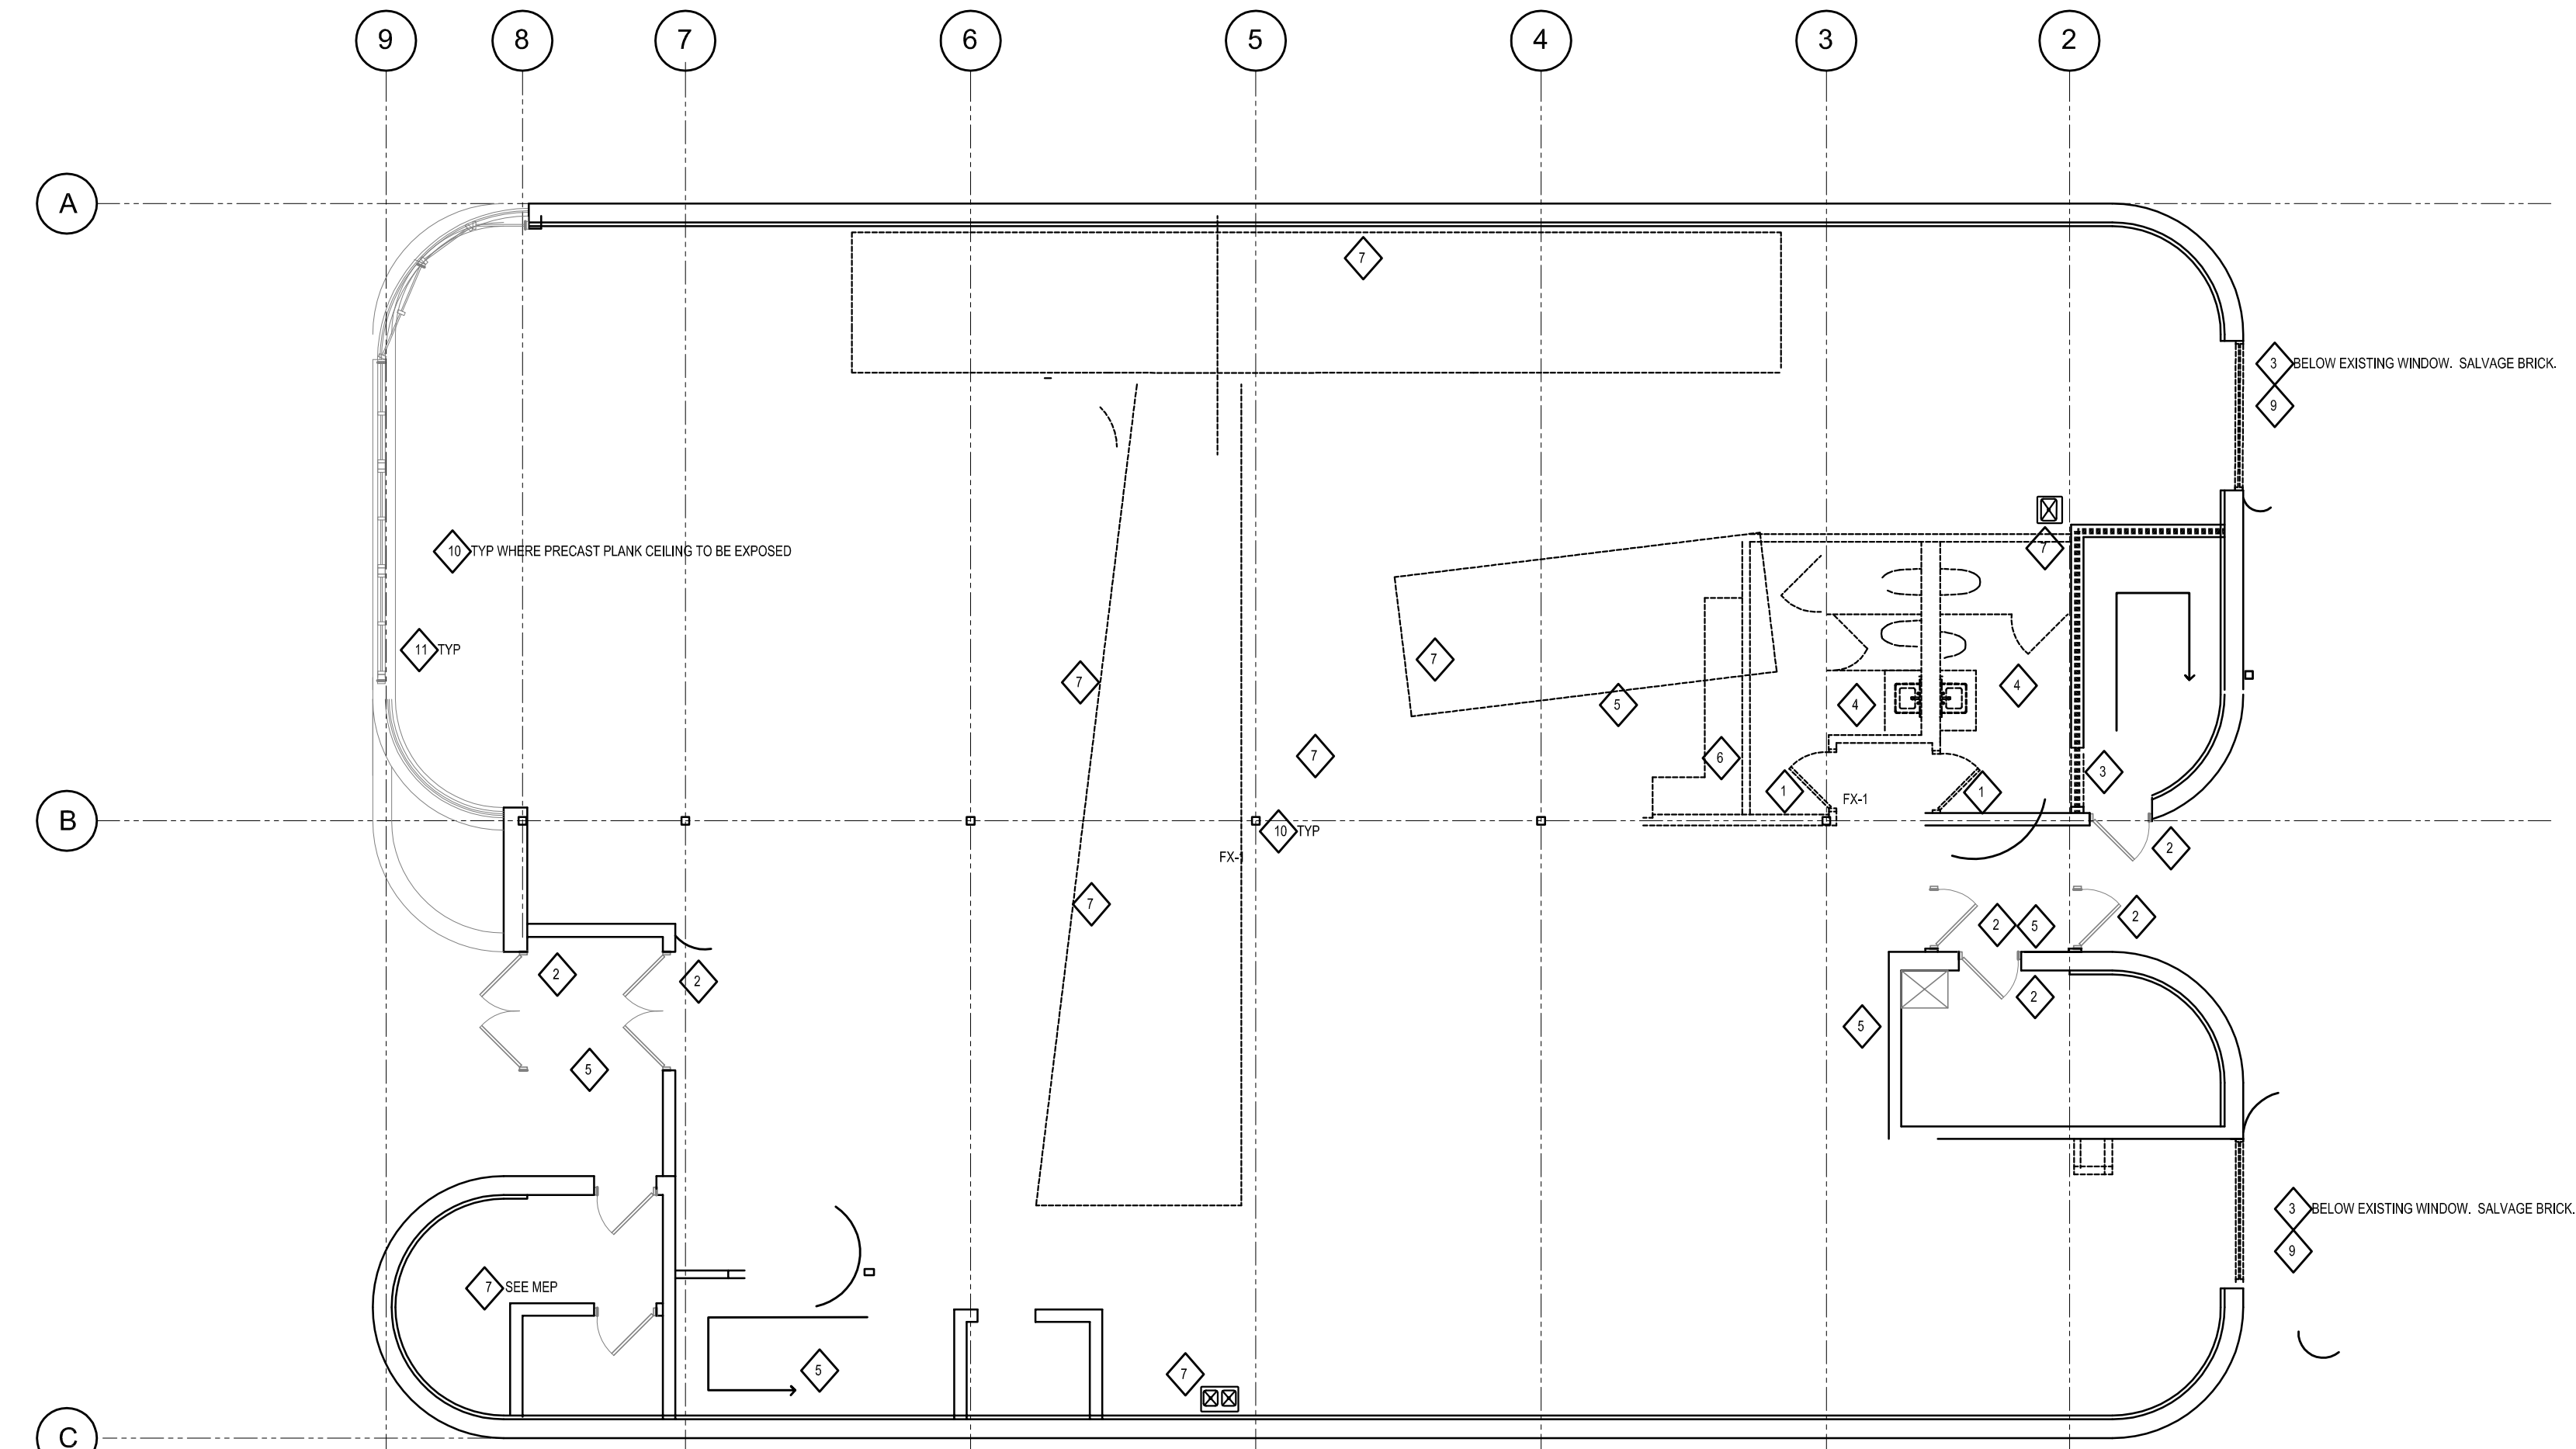 9 8 7 6 5 4 3 2
A
7
3 BELOW EXISTING WINDOW. SALVAGE BRICK.
9
10 TYP WHERE PRECAST PLANK CEILING TO BE EXPOSED
7
11 TYP
7
7
5
4
4
7
6
3
1
1
FX-1
B
10 TYP
2
FX-1
7
2
5
2
2
2
2
5
5
3 BELOW EXISTING WINDOW. SALVAGE BRICK.
9
7 SEE MEP
5
7
C